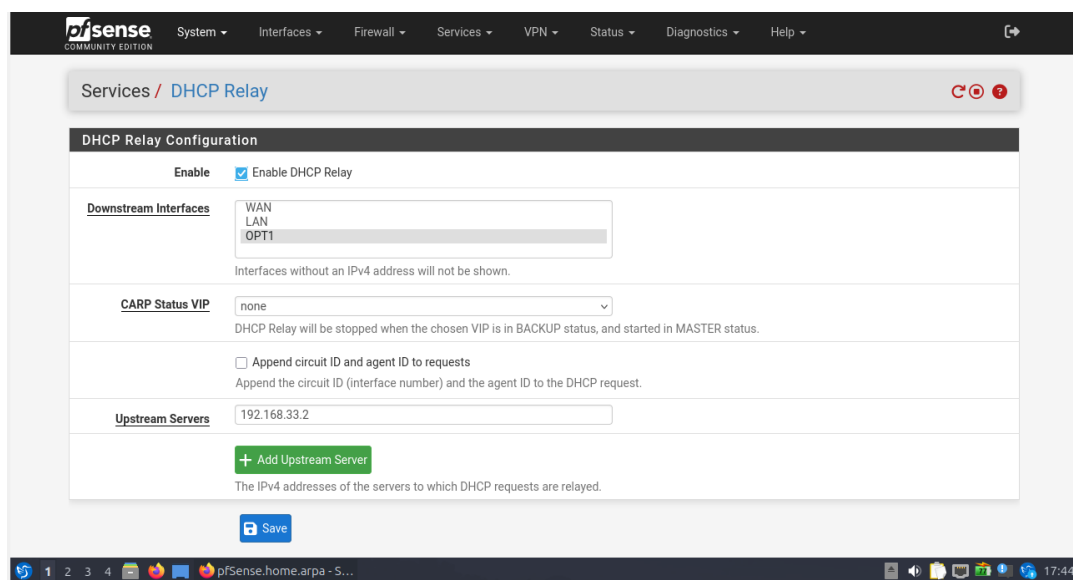 pfsense
COMMUNITY EDITION
System Interfaces Firewall Services VPN Status Diagnostics Help
Services / DHCP Relay
DHCP Relay Configuration
Enable Enable DHCP Relay
Downstream Interfaces
WAN
LAN
OPT1
Interfaces without an IPv4 address will not be shown.
CARP Status VIP none
DHCP Relay will be stopped when the chosen VIP is in BACKUP status, and started in MASTER status.
Append circuit ID and agent ID to requests
Append the circuit ID (interface number) and the agent ID to the DHCP request.
Upstream Servers 192.168.33.2
+ Add Upstream Server
The IPv4 addresses of the servers to which DHCP requests are relayed.
Save
1 2 3 4 pfSense.home.arpa - S... 17:44